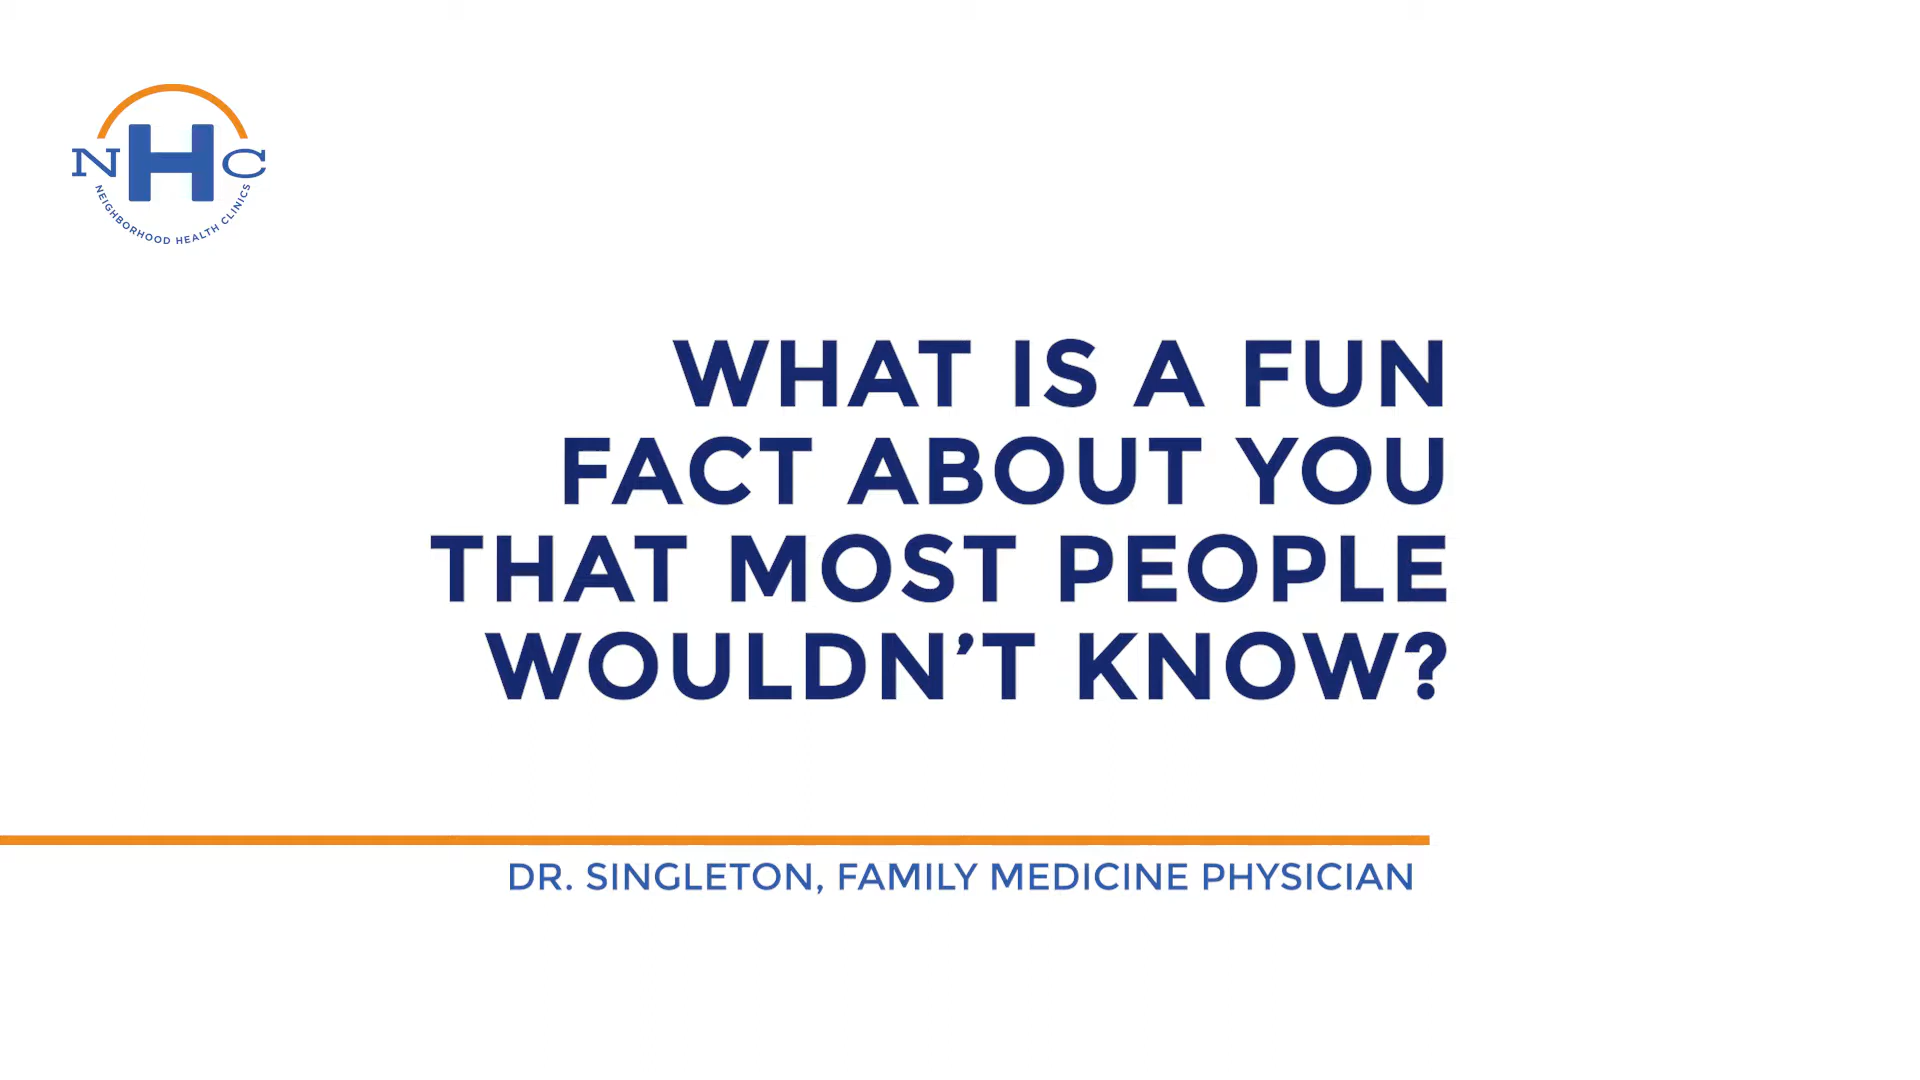 NHC
NEIGHBORHOOD HEALTH CLINICS
WHAT IS A FUN
FACT ABOUT YOU
THAT MOST PEOPLE
WOULDN’T KNOW?
DR. SINGLETON, FAMILY MEDICINE PHYSICIAN